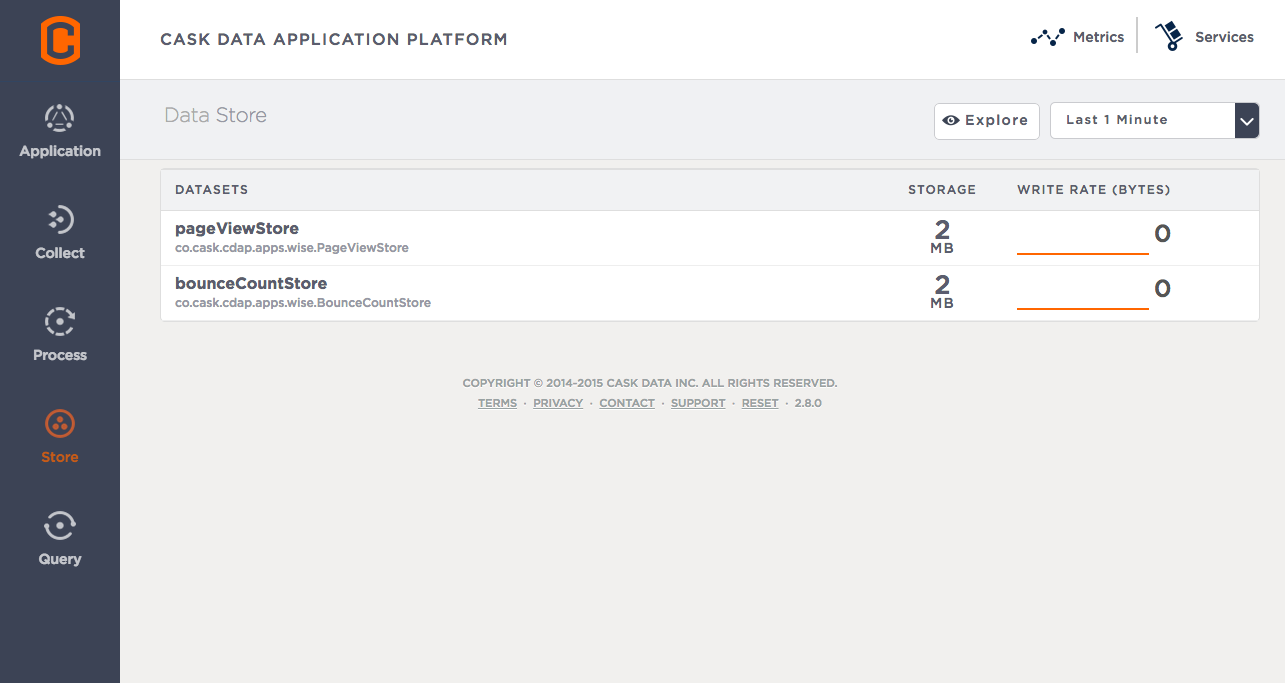 CASK DATA APPLICATION PLATFORM
Metrics
Services
Application
Collect
Process
Store
Query
Data Store
Explore
Last 1 Minute
DATASETS STORAGE WRITE RATE (BYTES)
pageViewStore
co.cask.cdap.apps.wise.PageViewStore
2
MB
0
bounceCountStore
co.cask.cdap.apps.wise.BounceCountStore
2
MB
0
COPYRIGHT © 2014-2015 CASK DATA INC. ALL RIGHTS RESERVED.
TERMS · PRIVACY · CONTACT · SUPPORT · RESET · 2.8.0